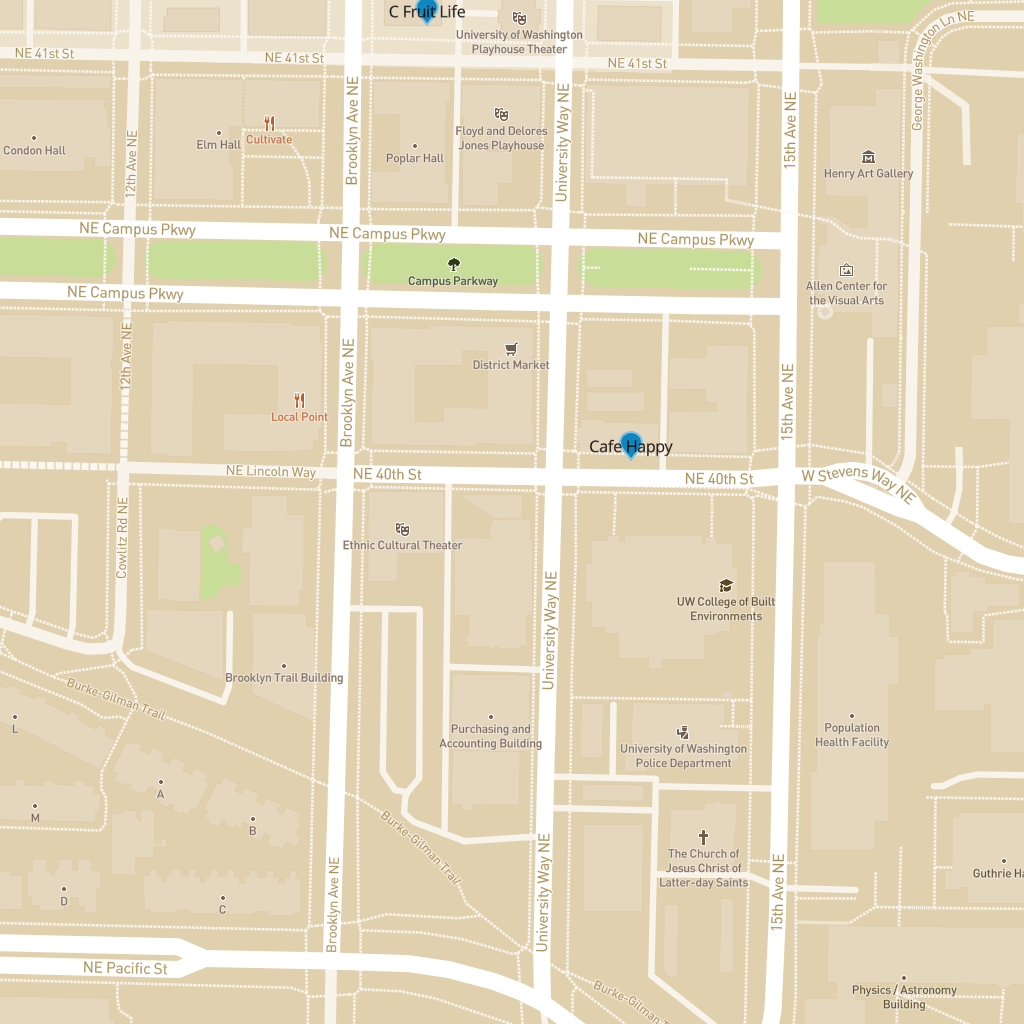 C Fruit Life
University of Washington
Playhouse Theater
George Washington Ln NE
NE 41st St
NE 41st St
NE 41st St
12th Ave NE
Brooklyn Ave NE
University Way NE
15th Ave NE
Condon Hall
Elm Hall
Cultivate
Poplar Hall
Floyd and Delores
Jones Playhouse
Henry Art Gallery
NE Campus Pkwy
NE Campus Pkwy
NE Campus Pkwy
Campus Parkway
NE Campus Pkwy
Allen Center for
the Visual Arts
12th Ave NE
Brooklyn Ave NE
15th Ave NE
District Market
Local Point
Cafe Happy
NE Lincoln Way
NE 40th St
NE 40th St
W Stevens Way NE
Cowlitz Rd NE
Ethnic Cultural Theater
University Way NE
UW College of Built
Environments
Brooklyn Trail Building
Burke-Gilman Trail
L
Purchasing and
Accounting Building
University of Washington
Police Department
Population
Health Facility
A
M
B
Burke-Gilman Trail
The Church of
Jesus Christ of
Latter-day Saints
Guthrie Ha
D
C
Brooklyn Ave NE
University Way NE
15th Ave NE
NE Pacific St
Burke-Gilman T
Physics / Astronomy
Building